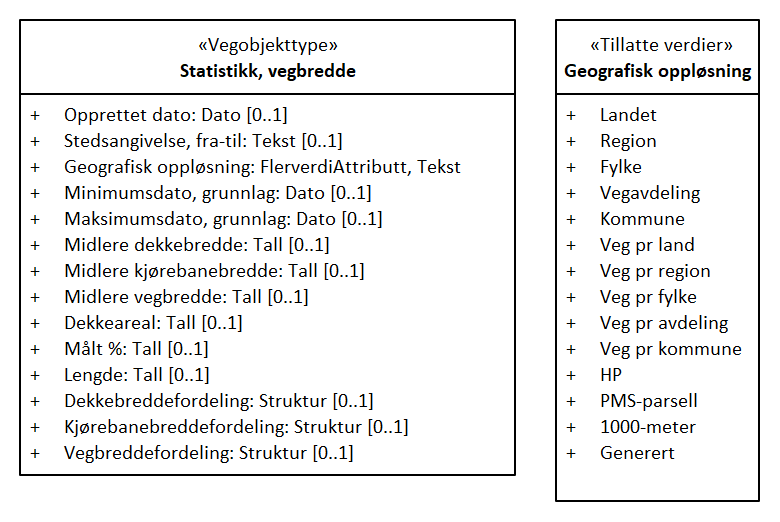 «Vegobjekttype»
Statistikk, vegbredde
+ Opprettet dato: Dato [0..1]
+ Stedsangivelse, fra-til: Tekst [0..1]
+ Geografisk oppløsning: FlerverdiAttributt, Tekst
+ Minimumsdato, grunnlag: Dato [0..1]
+ Maksimumsdato, grunnlag: Dato [0..1]
+ Midlere dekkebredde: Tall [0..1]
+ Midlere kjørebanebredde: Tall [0..1]
+ Midlere vegbredde: Tall [0..1]
+ Dekkeareal: Tall [0..1]
+ Målt %: Tall [0..1]
+ Lengde: Tall [0..1]
+ Dekkebreddefordeling: Struktur [0..1]
+ Kjørebanebreddefordeling: Struktur [0..1]
+ Vegbreddefordeling: Struktur [0..1]
«Tillatte verdier»
Geografisk oppløsning
+ Landet
+ Region
+ Fylke
+ Vegavdeling
+ Kommune
+ Veg pr land
+ Veg pr region
+ Veg pr fylke
+ Veg pr avdeling
+ Veg pr kommune
+ HP
+ PMS-parsell
+ 1000-meter
+ Generert